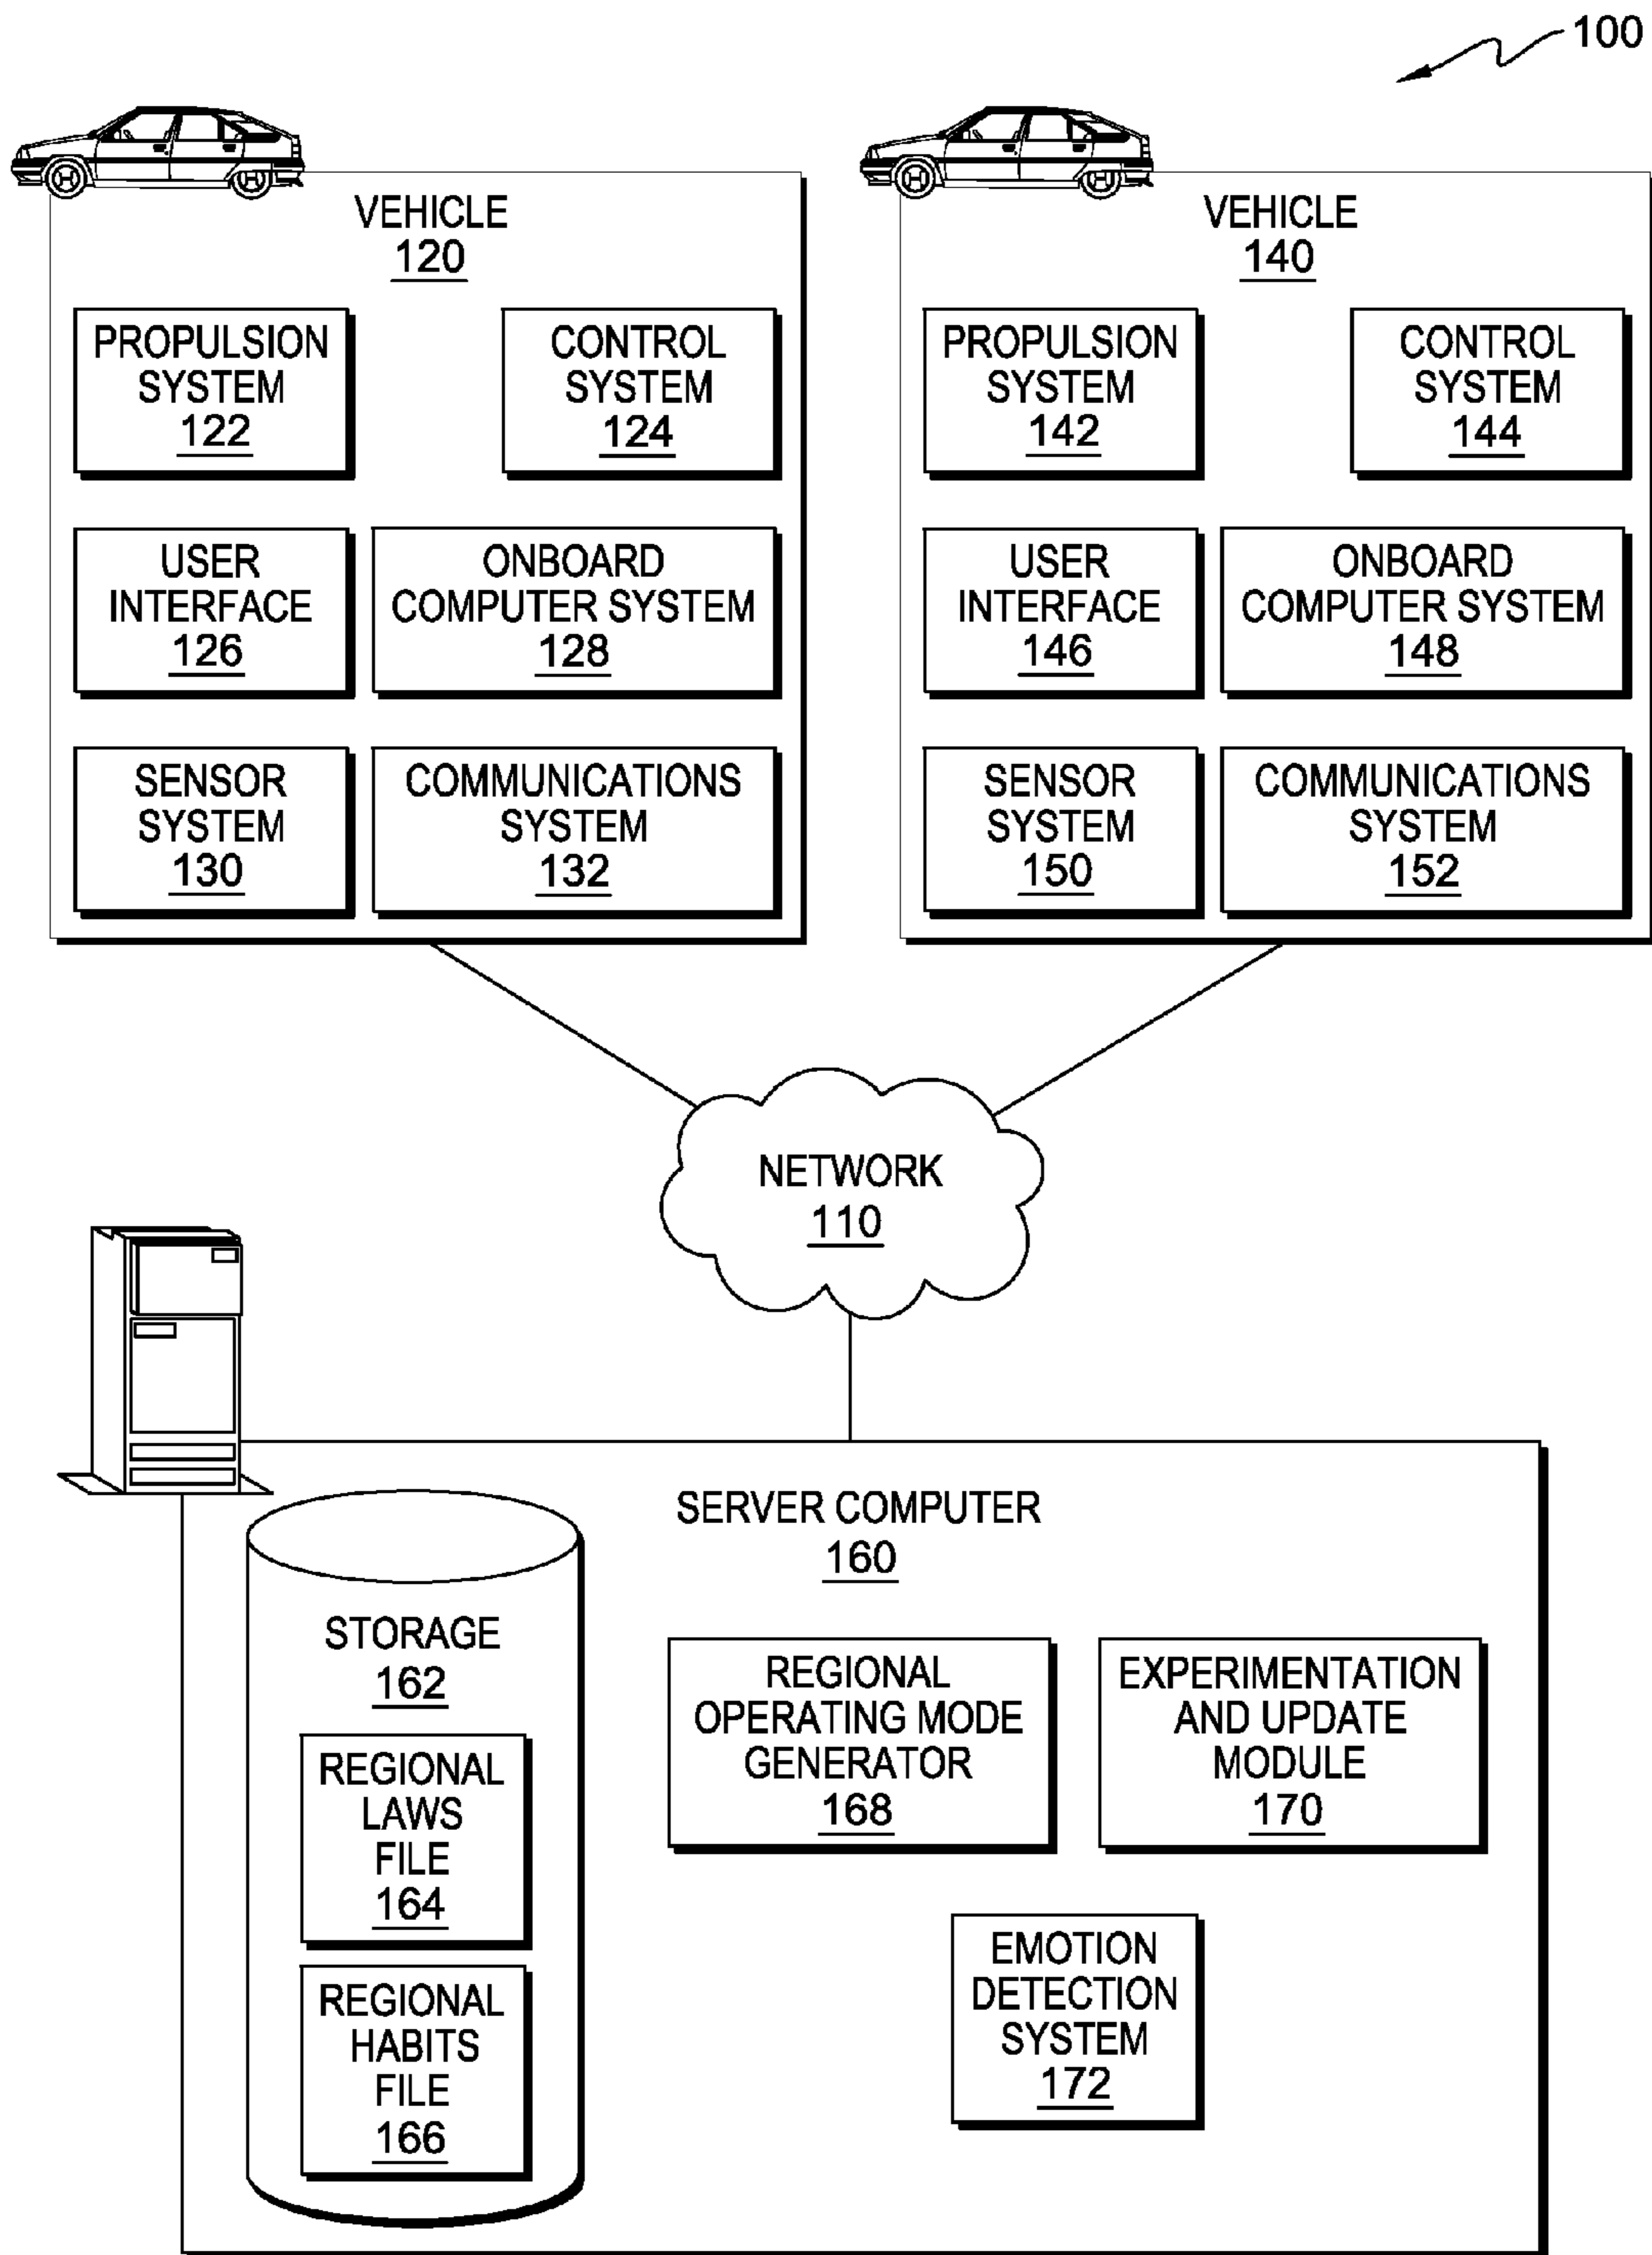 100
VEHICLE
120
PROPULSION
SYSTEM
122
CONTROL
SYSTEM
124
USER
INTERFACE
126
ONBOARD
COMPUTER SYSTEM
128
SENSOR
SYSTEM
130
COMMUNICATIONS
SYSTEM
132
VEHICLE
140
PROPULSION
SYSTEM
142
CONTROL
SYSTEM
144
USER
INTERFACE
146
ONBOARD
COMPUTER SYSTEM
148
SENSOR
SYSTEM
150
COMMUNICATIONS
SYSTEM
152
NETWORK
110
SERVER COMPUTER
160
STORAGE
162
REGIONAL
LAWS
FILE
164
REGIONAL
HABITS
FILE
166
REGIONAL
OPERATING MODE
GENERATOR
168
EXPERIMENTATION
AND UPDATE
MODULE
170
EMOTION
DETECTION
SYSTEM
172